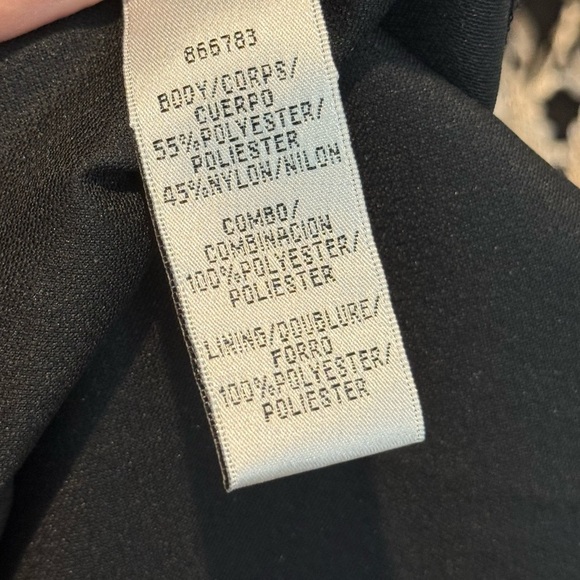 866783
BODY/CORPS/
CUERPO
55%POLYESTER/
POLIESTER
45%NYLON/NILON
COMBO/
COMBINACION
100%POLYESTER/
POLIESTER
LINING/DOUBLURE/
FORRO
100%POLYESTER/
POLIESTER